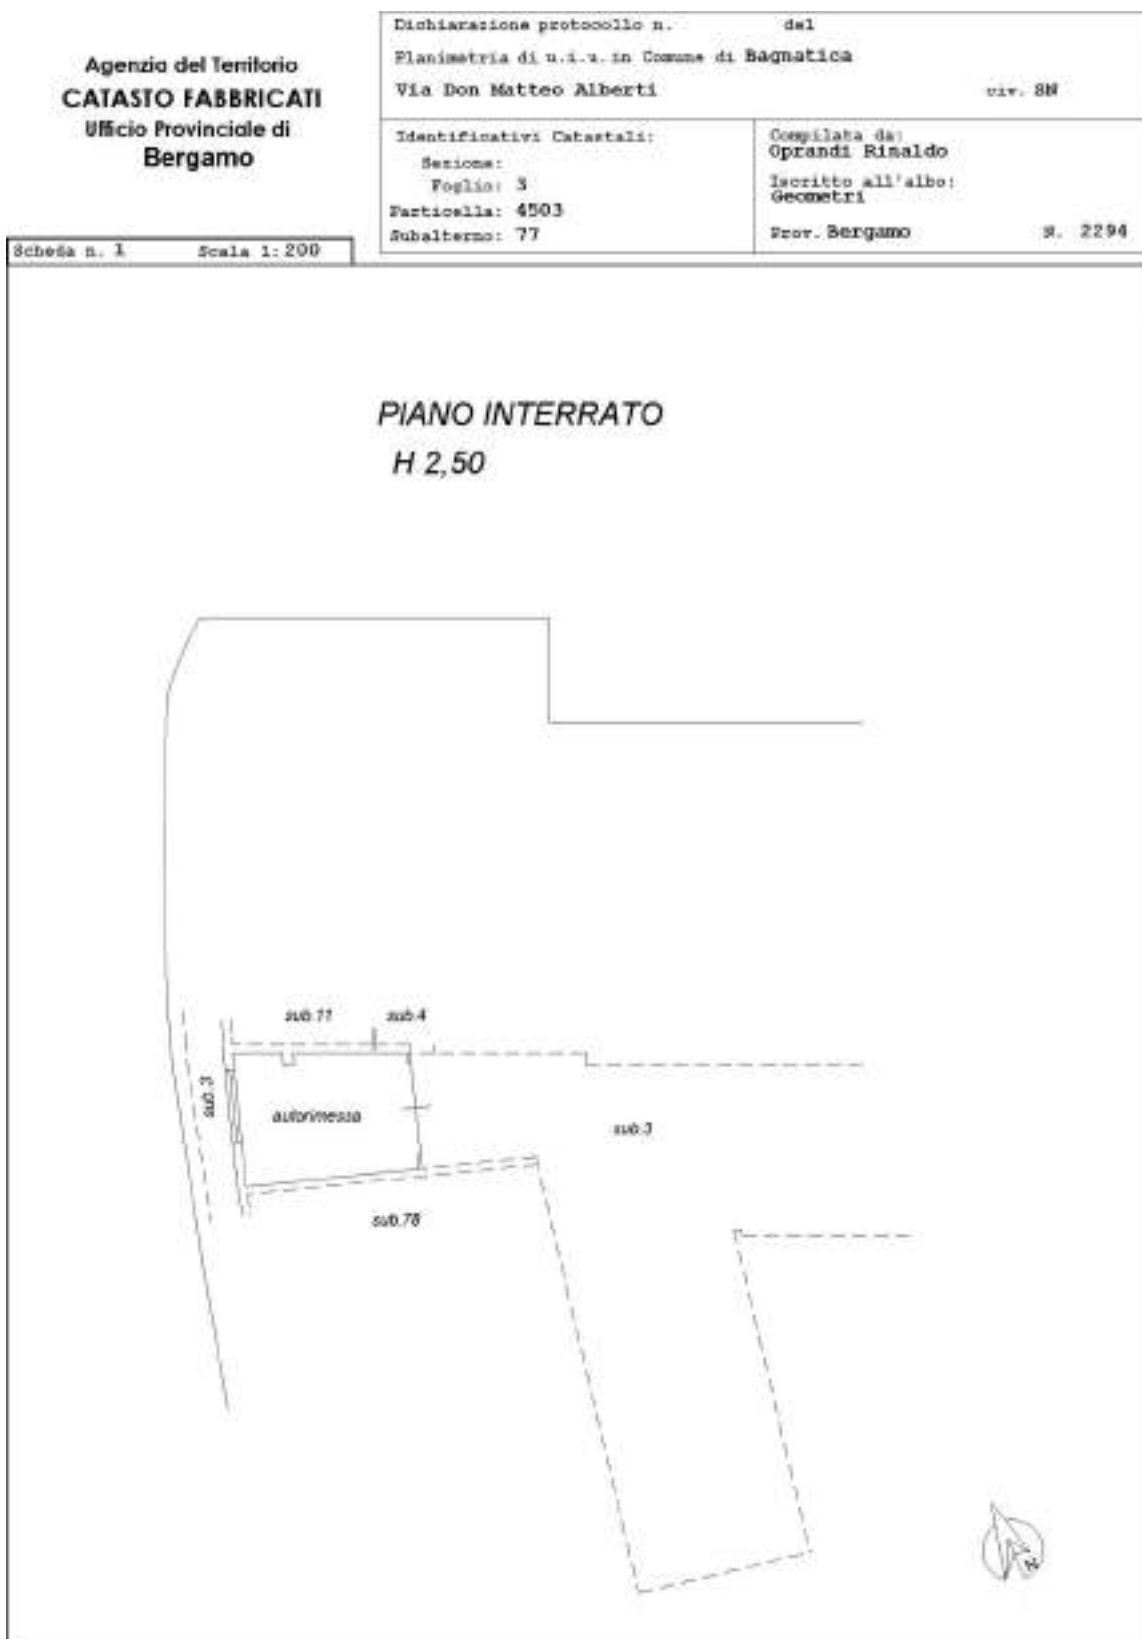 Agenzia del Territorio
CATASTO FABBRICATI
Ufficio Provinciale di
Bergamo
Dichiarazione protocollo n. del
Planimetria di u.i.u. in Comune di Bagnatica
Via Don Matteo Alberti civ. SN
Identificativi Catastali:
Sezione:
Foglio: 3
Particella: 4503
Subalterno: 77
Compilata da:
Oprandi Rinaldo
Iscritto all'albo:
Geometri
Prov. Bergamo N. 2294
Scheda n. 1 Scala 1:200
PIANO INTERRATO
H 2,50
sub.11 sub.4
sub.3
autorimessa
sub.3
sub.78
N